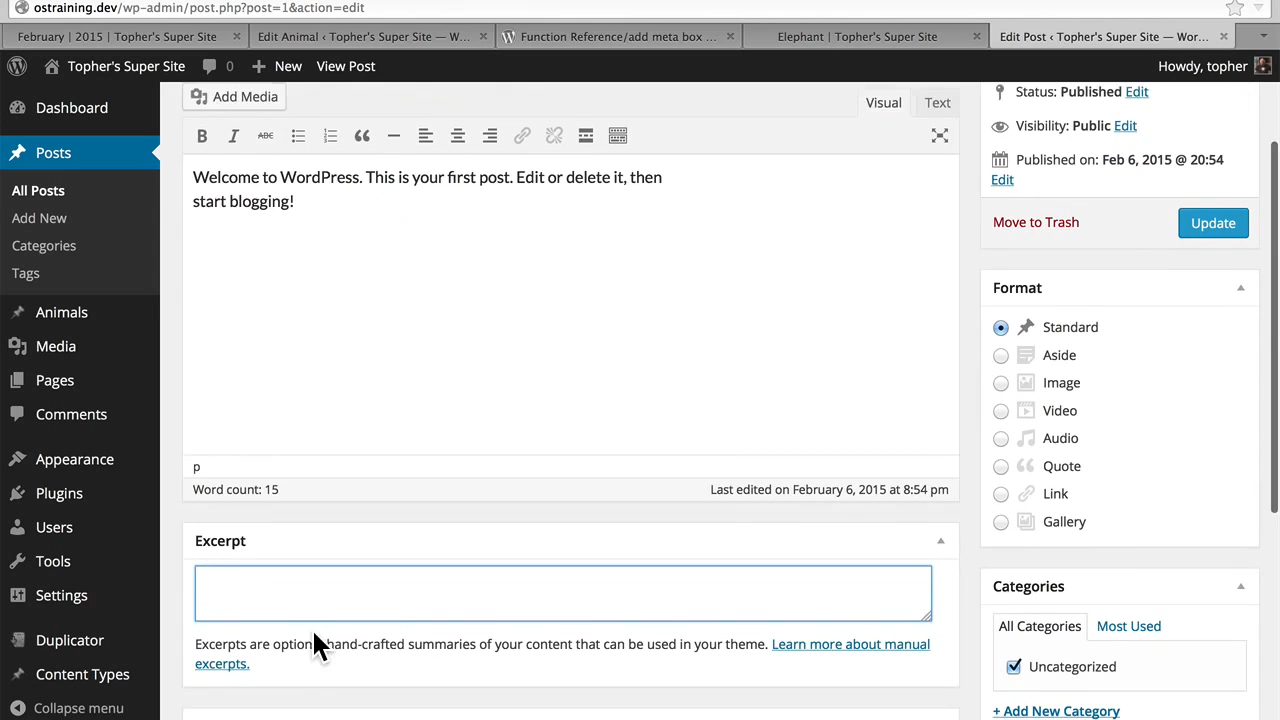 ostraining.dev/wp-admin/post.php?post=1&action=edit
February | 2015 | Topher's Super Site
Edit Animal ‹ Topher's Super Site — W...
Function Reference/add meta box ...
Elephant | Topher's Super Site
Edit Post ‹ Topher's Super Site — Wor...
Topher's Super Site
0
New
View Post
Howdy, topher
Dashboard
Posts
All Posts
Add New
Categories
Tags
Animals
Media
Pages
Comments
Appearance
Plugins
Users
Tools
Settings
Duplicator
Content Types
Collapse menu
Add Media
Visual
Text
B I ABC
Welcome to WordPress. This is your first post. Edit or delete it, then
start blogging!
p
Word count: 15
Last edited on February 6, 2015 at 8:54 pm
Excerpt
Excerpts are option hand-crafted summaries of your content that can be used in your theme. Learn more about manual
excerpts.
Status: Published Edit
Visibility: Public Edit
Published on: Feb 6, 2015 @ 20:54
Edit
Move to Trash
Update
Format
Standard
Aside
Image
Video
Audio
Quote
Link
Gallery
Categories
All Categories
Most Used
Uncategorized
+ Add New Category